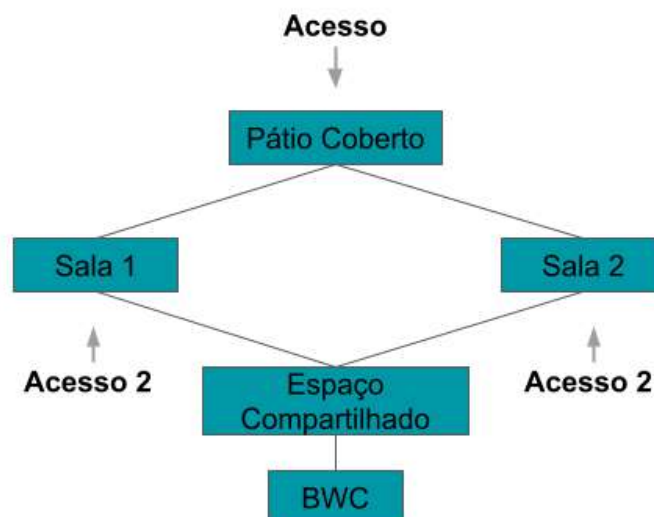 Acesso
Pátio Coberto
Sala 1
Sala 2
Acesso 2
Acesso 2
Espaço
Compartilhado
BWC